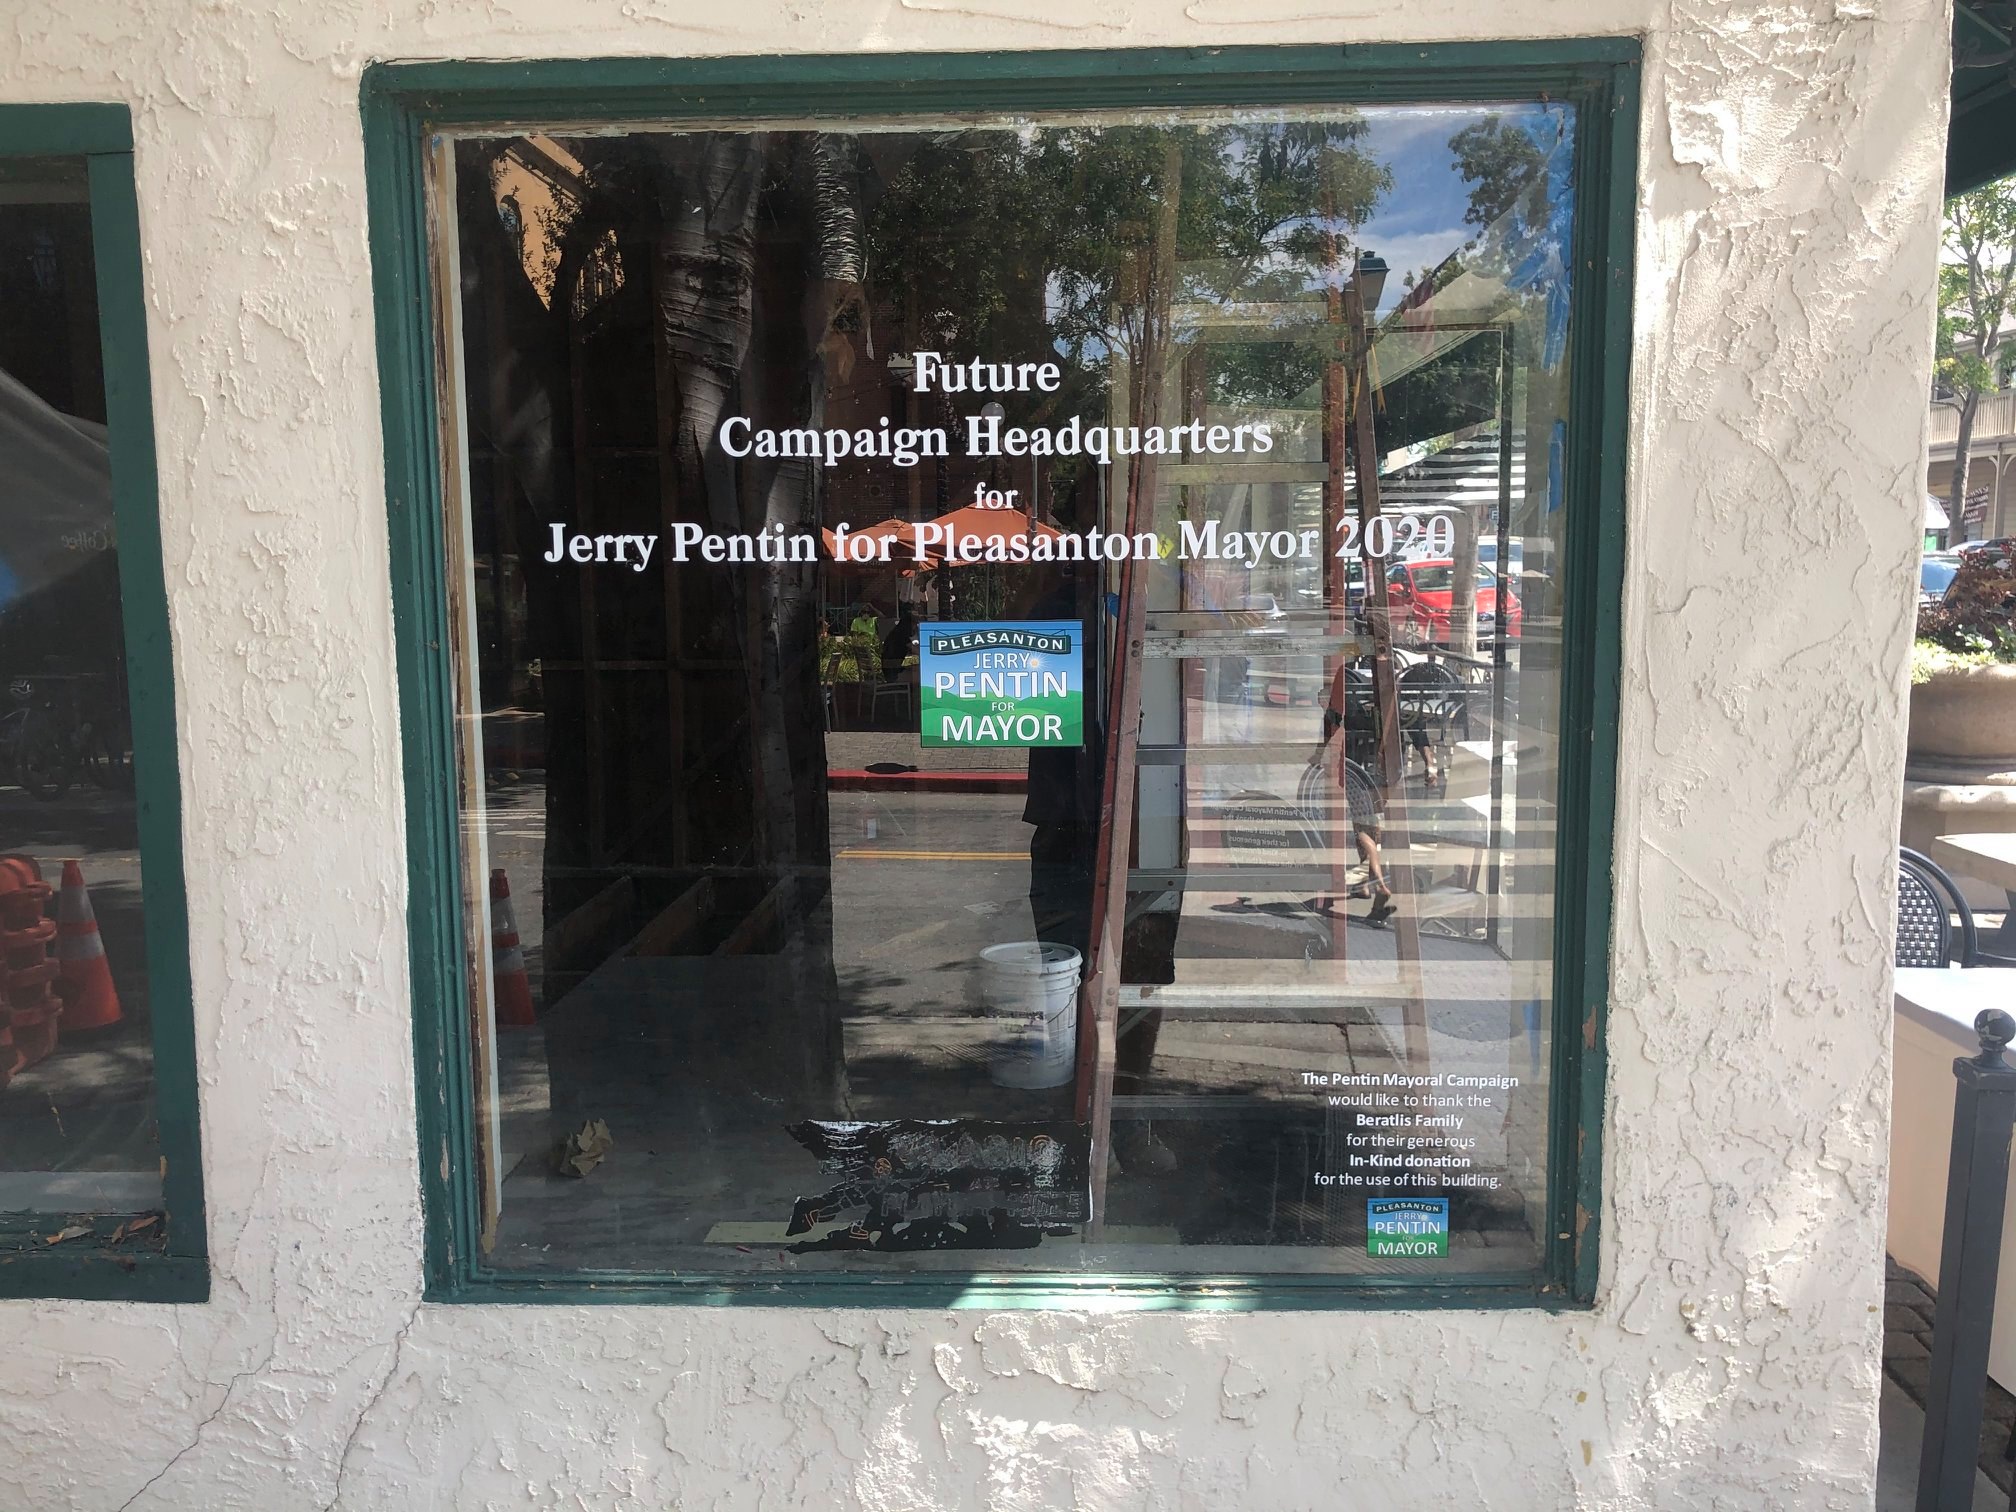 Future
Campaign Headquarters
for
Jerry Pentin for Pleasanton Mayor 2020
PLEASANTON
JERRY
PENTIN
FOR
MAYOR
The Pentin Mayoral Campaign
would like to thank the
Beratlis Family
for their generous
In-Kind donation
for the use of this building.
PLEASANTON
JERRY
PENTIN
FOR
MAYOR
Coffee